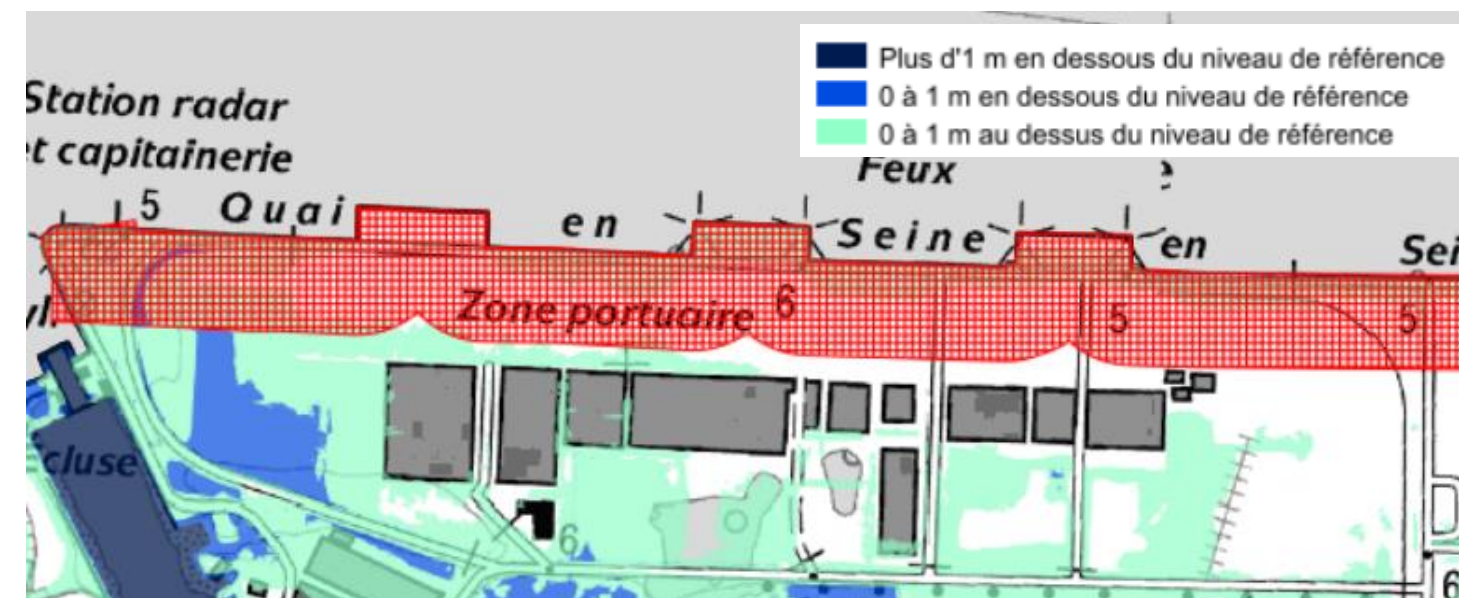 Plus d'1 m en dessous du niveau de référence
0 à 1 m en dessous du niveau de référence
0 à 1 m au dessus du niveau de référence
Station radar
et capitainerie
Feux
5 Quai en Seine en Sei
Zone portuaire 6 5 5
yl.
cluse
6
6